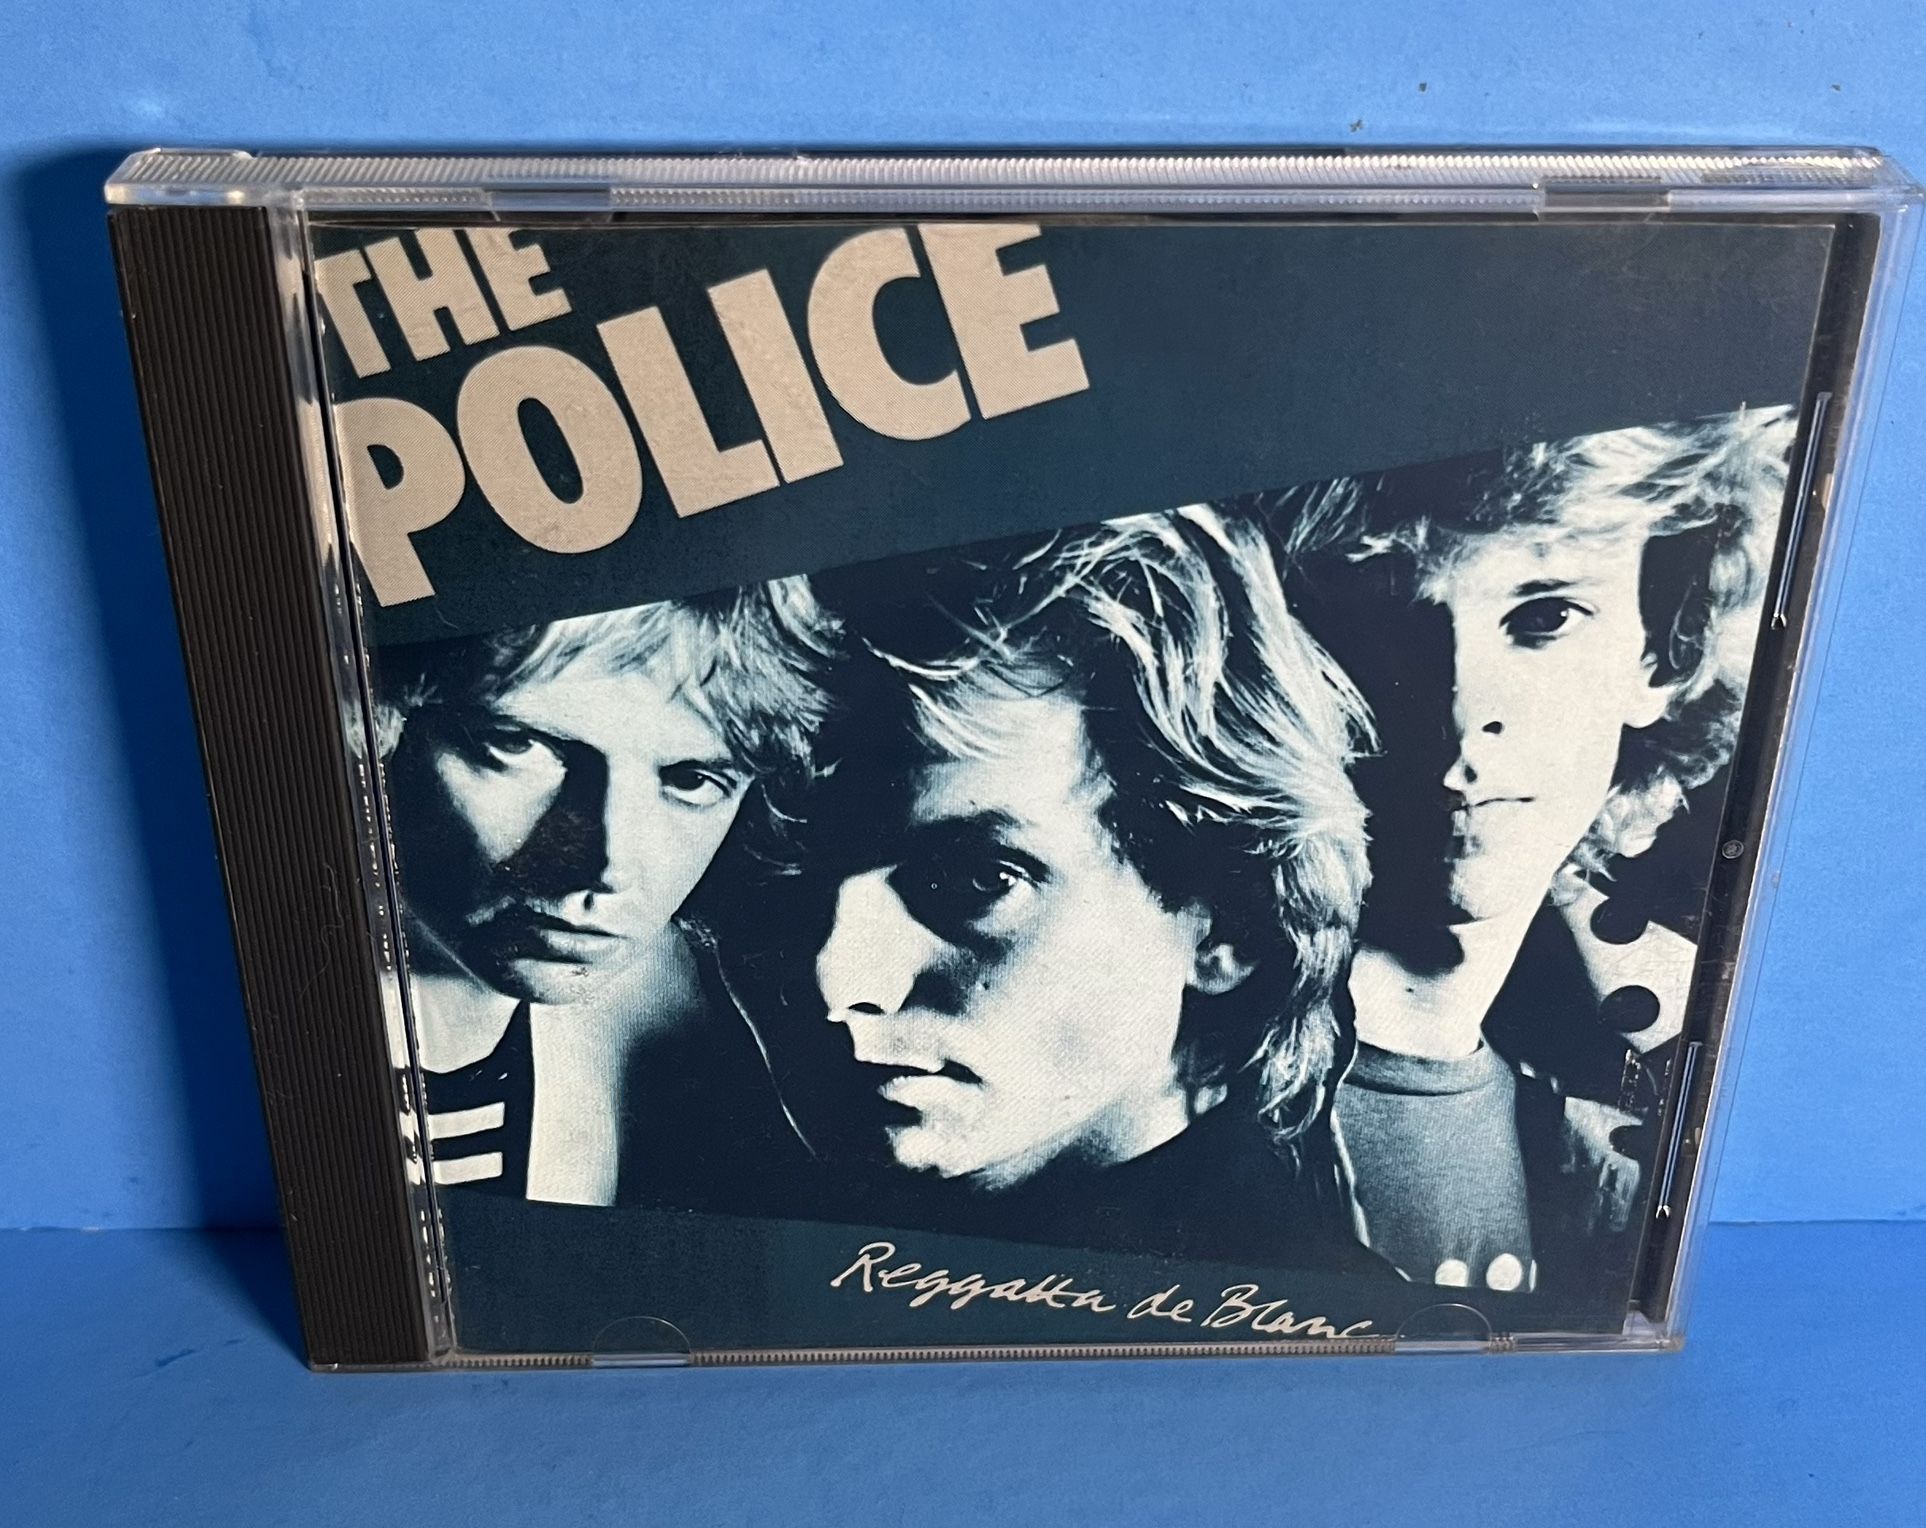 THE
POLICE
Reggatta de Blanc